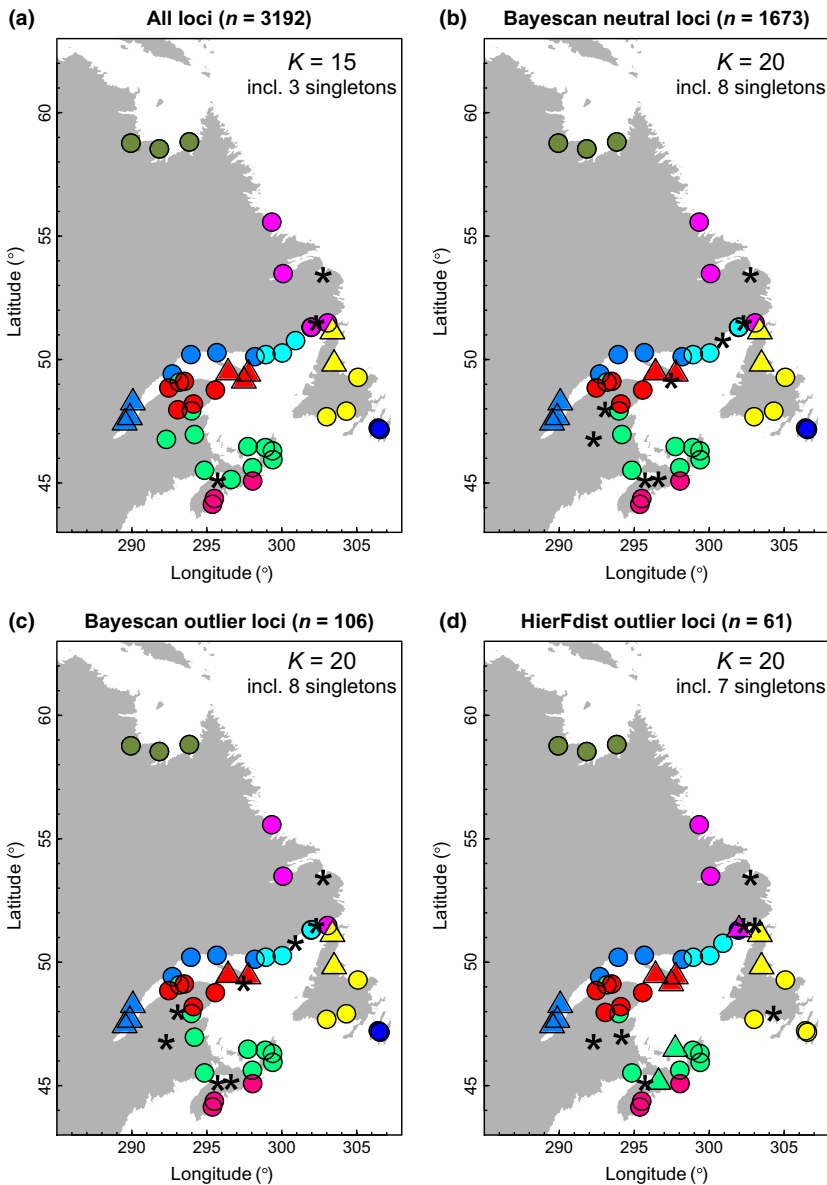 (a) All loci (n = 3192)
K = 15
incl. 3 singletons
60
55
50
45
Latitude (°)
290 295 300 305
Longitude (°)
(b) Bayescan neutral loci (n = 1673)
K = 20
incl. 8 singletons
60
55
50
45
Latitude (°)
290 295 300 305
Longitude (°)
(c) Bayescan outlier loci (n = 106)
K = 20
incl. 8 singletons
60
55
50
45
Latitude (°)
290 295 300 305
Longitude (°)
(d) HierFdist outlier loci (n = 61)
K = 20
incl. 7 singletons
60
55
50
45
Latitude (°)
290 295 300 305
Longitude (°)